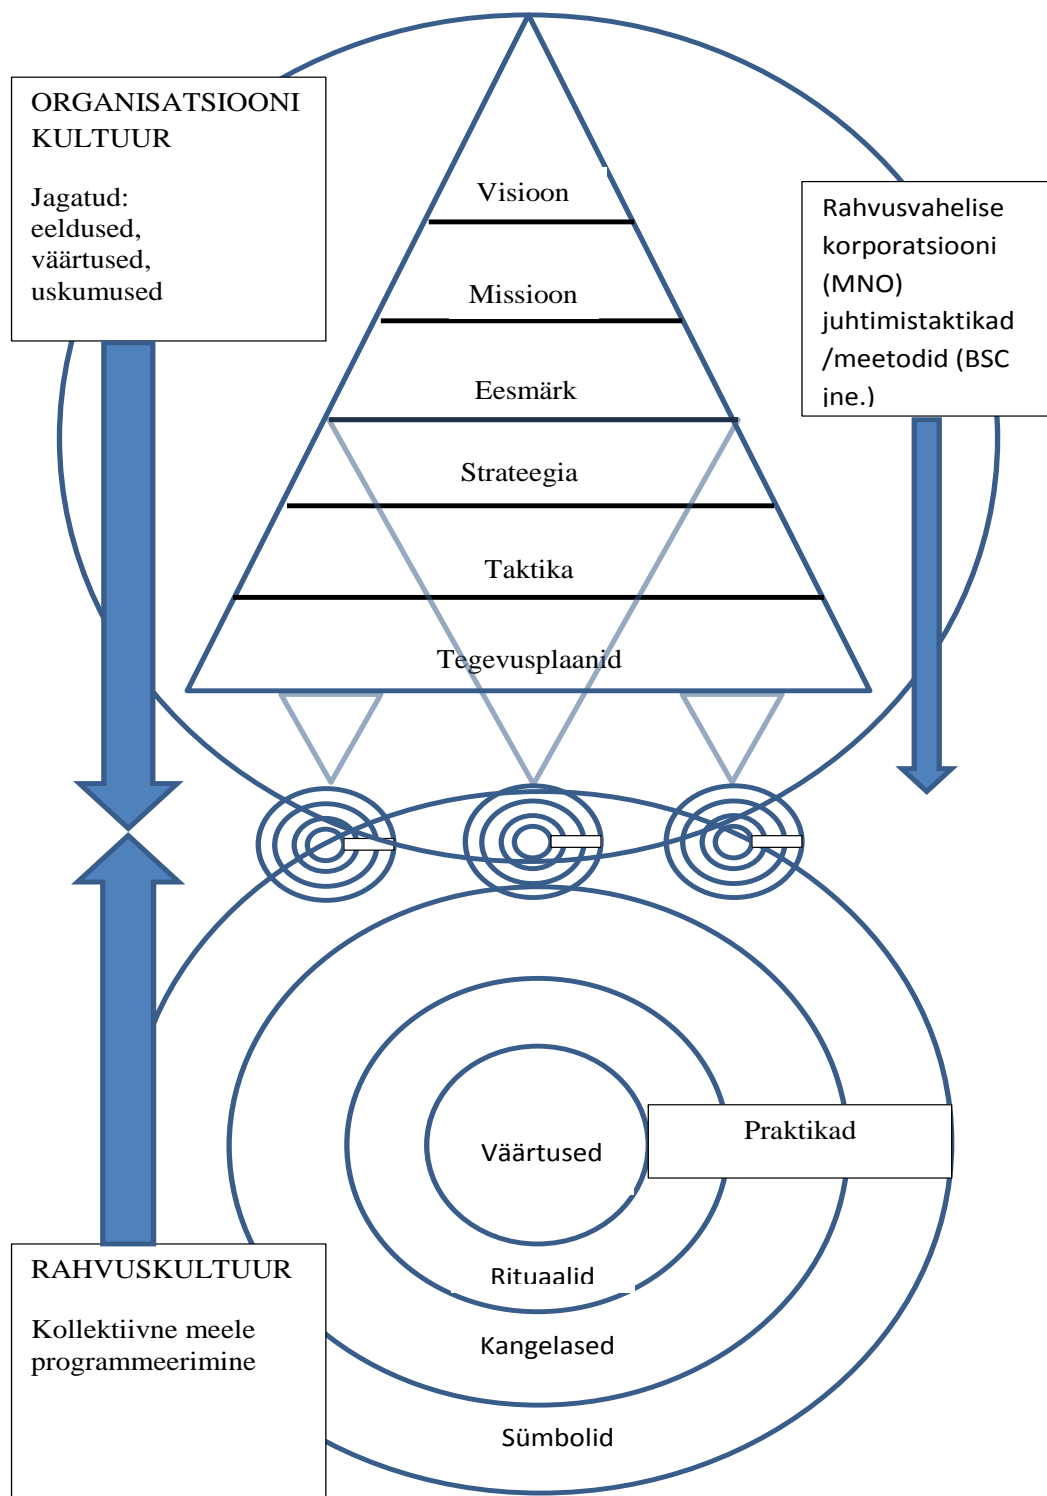 ORGANISATSIOONI
KULTUUR
Jagatud:
eeldused,
väärtused,
uskumused
Visioon
Missioon
Eesmärk
Strateegia
Taktika
Tegevusplaanid
Rahvusvahelise
korporatsiooni
(MNO)
juhtimistaktikad
/meetodid (BSC
jne.)
Väärtused
Praktikad
Rituaalid
Kangelased
Sümbolid
RAHVUSKULTUUR
Kollektiivne meele
programmeerimine